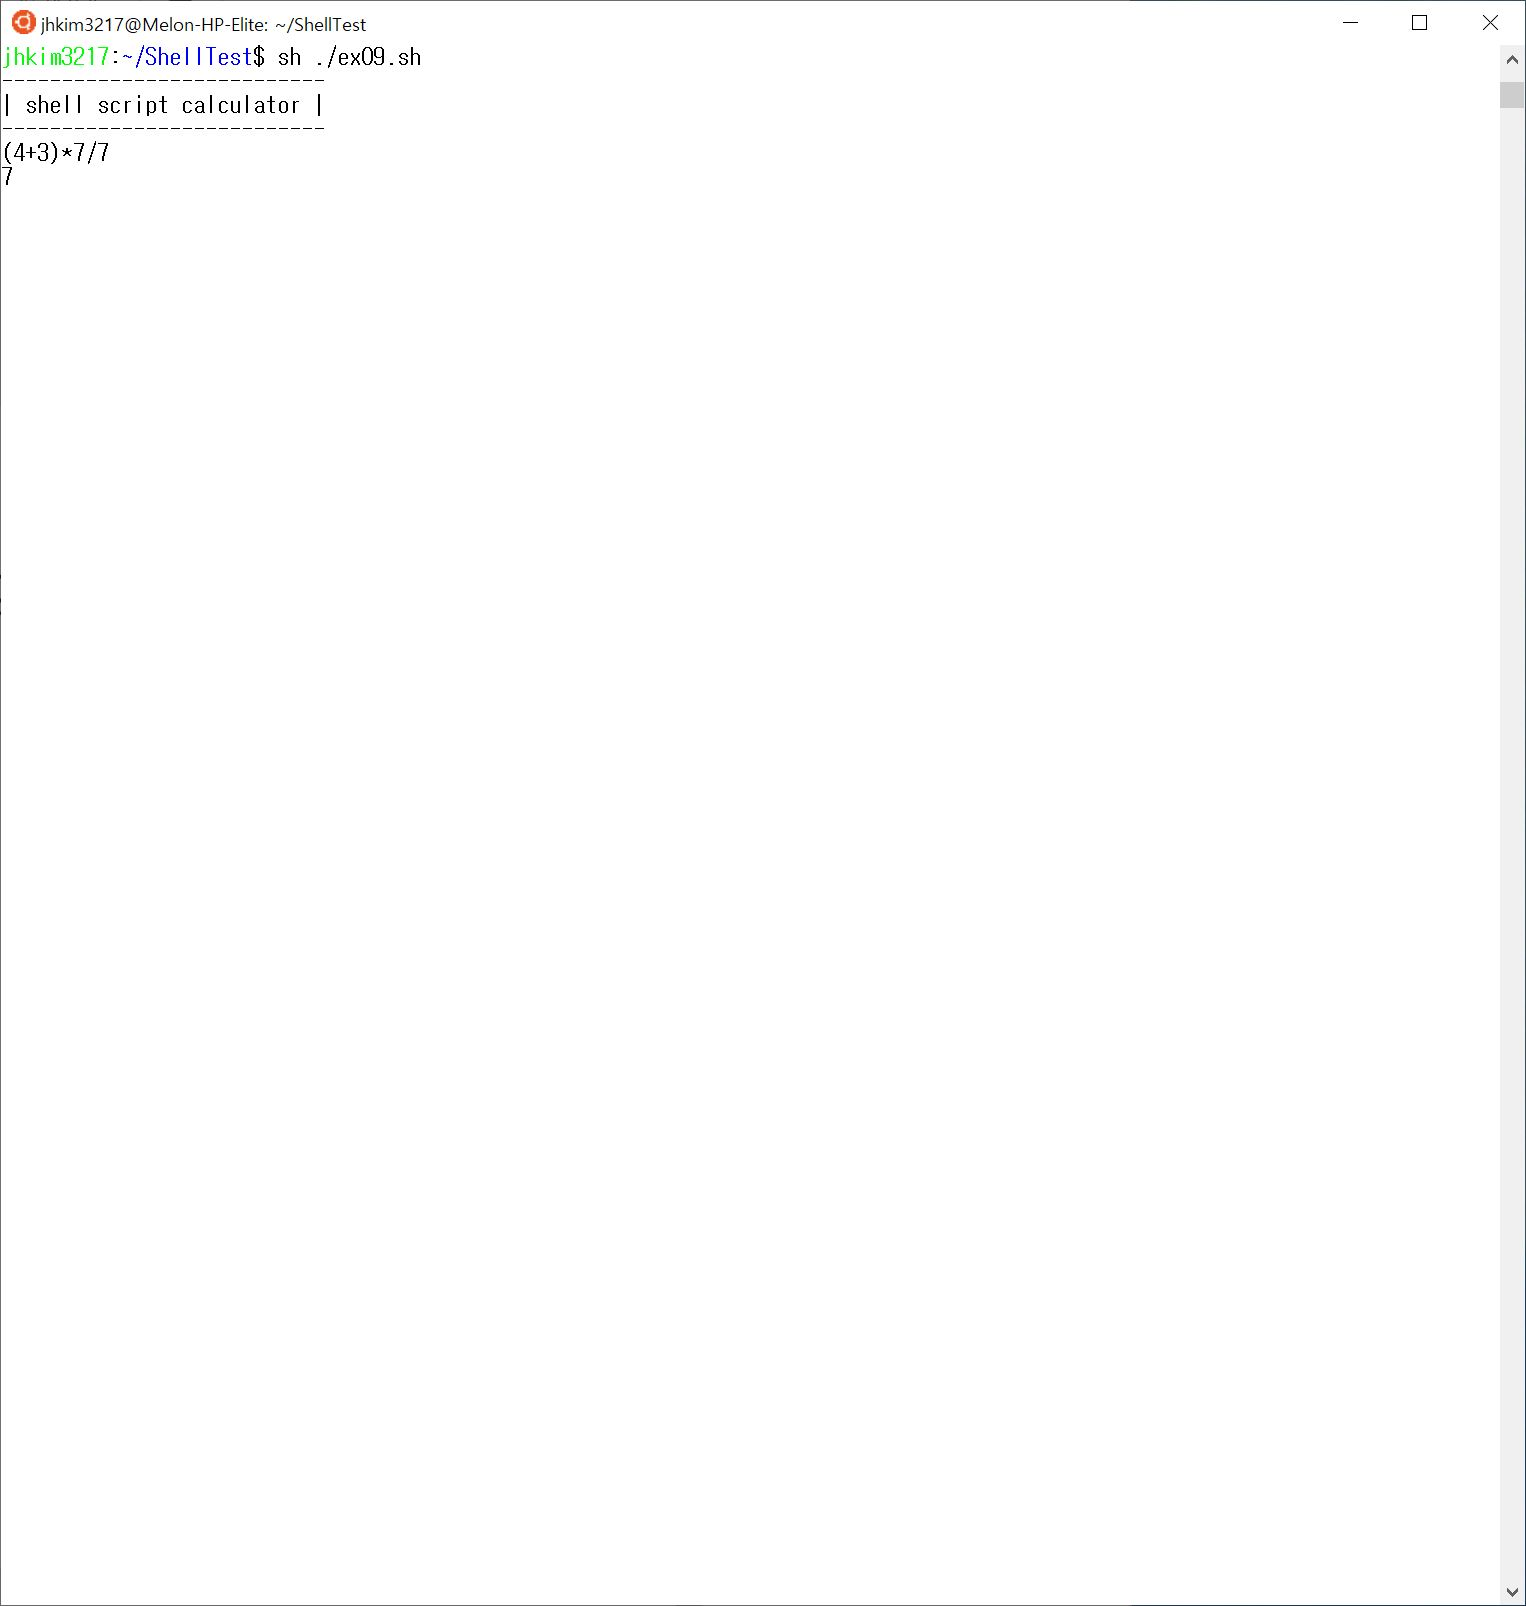 jhkim3217@Melon-HP-Elite: ~/ShellTest
jhkim3217:~/ShellTest$ sh ./ex09.sh
---------------------------
| shell script calculator |
---------------------------
(4+3)*7/7
7